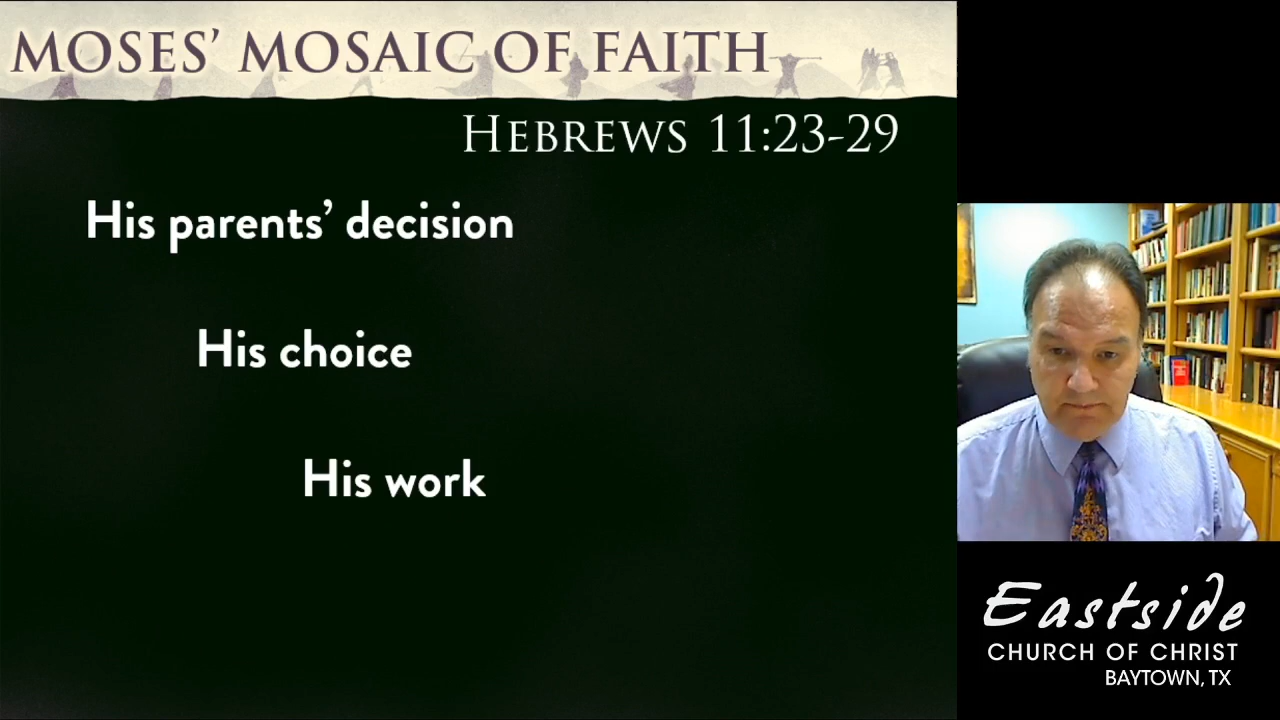 MOSES’ MOSAIC OF FAITH
HEBREWS 11:23-29
His parents’ decision
His choice
His work
Eastside
CHURCH OF CHRIST
BAYTOWN, TX